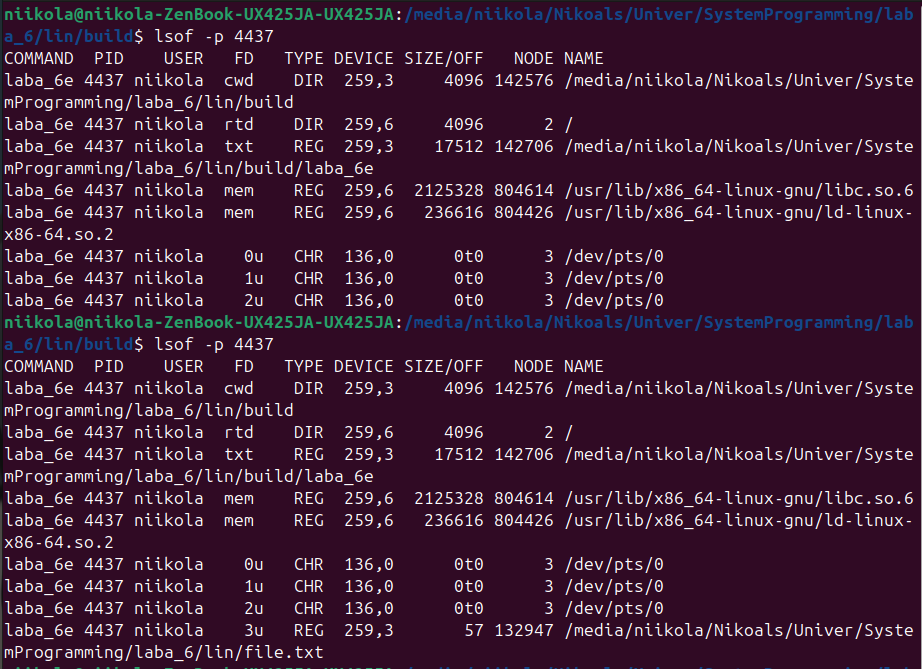 niikola@niikola-ZenBook-UX425JA-UX425JA:/media/niikola/Nikoals/Univer/SystemProgramming/lab
a_6/lin/build$ lsof -p 4437
COMMAND  PID    USER   FD   TYPE DEVICE SIZE/OFF   NODE NAME
laba_6e 4437 niikola  cwd    DIR  259,3     4096 142576 /media/niikola/Nikoals/Univer/Syste
mProgramming/laba_6/lin/build
laba_6e 4437 niikola  rtd    DIR  259,6     4096      2 /
laba_6e 4437 niikola  txt    REG  259,3    17512 142706 /media/niikola/Nikoals/Univer/Syste
mProgramming/laba_6/lin/build/laba_6e
laba_6e 4437 niikola  mem    REG  259,6  2125328 804614 /usr/lib/x86_64-linux-gnu/libc.so.6
laba_6e 4437 niikola  mem    REG  259,6   236616 804426 /usr/lib/x86_64-linux-gnu/ld-linux-
x86-64.so.2
laba_6e 4437 niikola    0u   CHR  136,0      0t0      3 /dev/pts/0
laba_6e 4437 niikola    1u   CHR  136,0      0t0      3 /dev/pts/0
laba_6e 4437 niikola    2u   CHR  136,0      0t0      3 /dev/pts/0
niikola@niikola-ZenBook-UX425JA-UX425JA:/media/niikola/Nikoals/Univer/SystemProgramming/lab
a_6/lin/build$ lsof -p 4437
COMMAND  PID    USER   FD   TYPE DEVICE SIZE/OFF   NODE NAME
laba_6e 4437 niikola  cwd    DIR  259,3     4096 142576 /media/niikola/Nikoals/Univer/Syste
mProgramming/laba_6/lin/build
laba_6e 4437 niikola  rtd    DIR  259,6     4096      2 /
laba_6e 4437 niikola  txt    REG  259,3    17512 142706 /media/niikola/Nikoals/Univer/Syste
mProgramming/laba_6/lin/build/laba_6e
laba_6e 4437 niikola  mem    REG  259,6  2125328 804614 /usr/lib/x86_64-linux-gnu/libc.so.6
laba_6e 4437 niikola  mem    REG  259,6   236616 804426 /usr/lib/x86_64-linux-gnu/ld-linux-
x86-64.so.2
laba_6e 4437 niikola    0u   CHR  136,0      0t0      3 /dev/pts/0
laba_6e 4437 niikola    1u   CHR  136,0      0t0      3 /dev/pts/0
laba_6e 4437 niikola    2u   CHR  136,0      0t0      3 /dev/pts/0
laba_6e 4437 niikola    3u   REG  259,3       57 132947 /media/niikola/Nikoals/Univer/Syste
mProgramming/laba_6/lin/file.txt